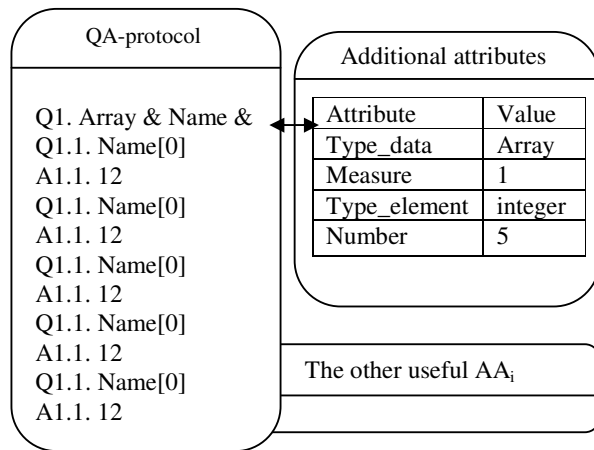 QA-protocol
Q1. Array & Name &
Q1.1. Name[0]
A1.1. 12
Q1.1. Name[0]
A1.1. 12
Q1.1. Name[0]
A1.1. 12
Q1.1. Name[0]
A1.1. 12
Q1.1. Name[0]
A1.1. 12
Additional attributes
Attribute Value
Type_data Array
Measure 1
Type_element integer
Number 5
The other useful AAi